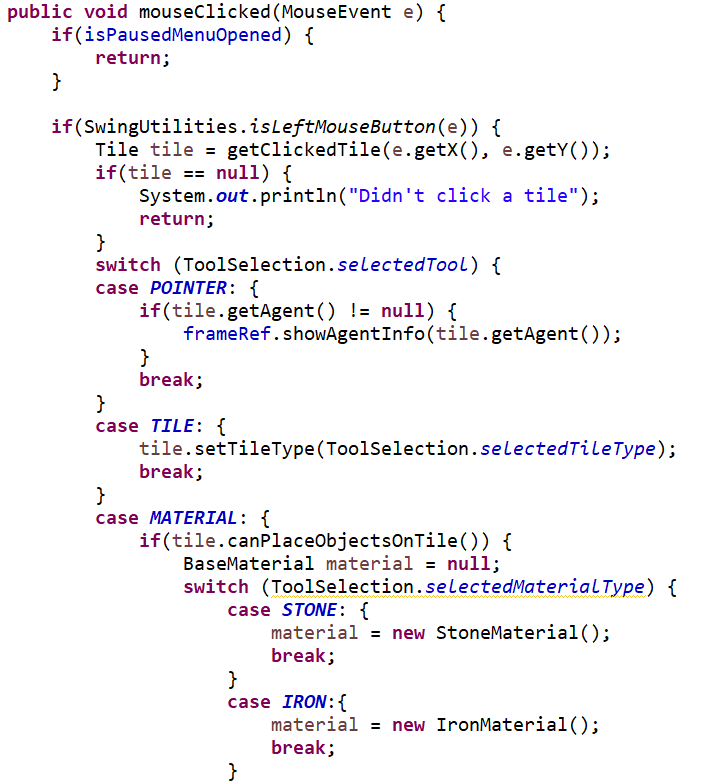 public void mouseClicked(MouseEvent e) {
    if(isPausedMenuOpened) {
        return;
    }

    if(SwingUtilities.isLeftMouseButton(e)) {
        Tile tile = getClickedTile(e.getX(), e.getY());
        if(tile == null) {
            System.out.println("Didn't click a tile");
            return;
        }
        switch (ToolSelection.selectedTool) {
        case POINTER: {
            if(tile.getAgent() != null) {
                frameRef.showAgentInfo(tile.getAgent());
            }
            break;
        }
        case TILE: {
            tile.setTileType(ToolSelection.selectedTileType);
            break;
        }
        case MATERIAL: {
            if(tile.canPlaceObjectsOnTile()) {
                BaseMaterial material = null;
                switch (ToolSelection.selectedMaterialType) {
                    case STONE: {
                        material = new StoneMaterial();
                        break;
                    }
                    case IRON:{
                        material = new IronMaterial();
                        break;
                    }